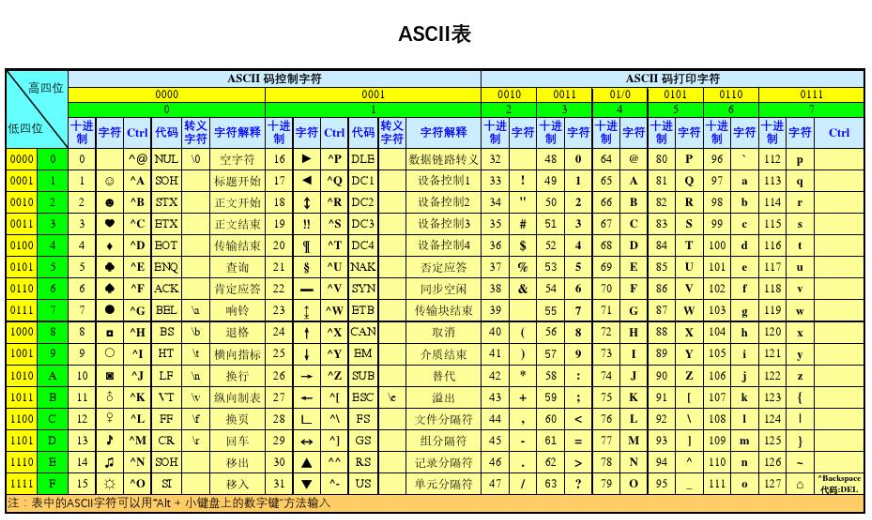 ASCII表
高四位 ASCII 码控制字符 ASCII 码打印字符
0000 0001 0010 0011 01/0 0101 0110 0111
0 1 2 3 4 5 6 7
低四位 十进制 字符 Ctrl 代码 转义字符 字符解释 十进制 字符 Ctrl 代码 转义字符 字符解释 十进制 字符 十进制 字符 十进制 字符 十进制 字符 十进制 字符 十进制 字符 Ctrl
0000 0 0 ^@ NUL \0 空字符 16 ► ^P DLE 数据链路转义 32 48 0 64 @ 80 P 96 ` 112 p
0001 1 1 ☺ ^A SOH 标题开始 17 ◄ ^Q DC1 设备控制1 33 ! 49 1 65 A 81 Q 97 a 113 q
0010 2 2 ☻ ^B STX 正文开始 18 ↕ ^R DC2 设备控制2 34 " 50 2 66 B 82 R 98 b 114 r
0011 3 3 ♥ ^C ETX 正文结束 19 ‼ ^S DC3 设备控制3 35 # 51 3 67 C 83 S 99 c 115 s
0100 4 4 ♦ ^D EOT 传输结束 20 ¶ ^T DC4 设备控制4 36 $ 52 4 68 D 84 T 100 d 116 t
0101 5 5 ♣ ^E ENQ 查询 21 § ^U NAK 否定应答 37 % 53 5 69 E 85 U 101 e 117 u
0110 6 6 ♠ ^F ACK 肯定应答 22 ▬ ^V SYN 同步空闲 38 & 54 6 70 F 86 V 102 f 118 v
0111 7 7 ● ^G BEL \a 响铃 23 ↨ ^W ETB 传输块结束 39 55 7 71 G 87 W 103 g 119 w
1000 8 8 ◘ ^H BS \b 退格 24 ↑ ^X CAN 取消 40 ( 56 8 72 H 88 X 104 h 120 x
1001 9 9 ○ ^I HT \t 横向指标 25 ↓ ^Y EM 介质结束 41 ) 57 9 73 I 89 Y 105 i 121 y
1010 A 10 ◙ ^J LF \n 换行 26 → ^Z SUB 替代 42 * 58 : 74 J 90 Z 106 j 122 z
1011 B 11 ♂ ^K VT \v 纵向制表 27 ← ^[ ESC \e 溢出 43 + 59 ; 75 K 91 [ 107 k 123 {
1100 C 12 ♀ ^L FF \f 换页 28 ∟ ^\ FS 文件分隔符 44 , 60 < 76 L 92 \ 108 l 124 |
1101 D 13 ♪ ^M CR \r 回车 29 ↔ ^] GS 组分隔符 45 - 61 = 77 M 93 ] 109 m 125 }
1110 E 14 ♫ ^N SOH 移出 30 ▲ ^^ RS 记录分隔符 46 . 62 > 78 N 94 ^ 110 n 126 ~
1111 F 15 ☼ ^O SI 移入 31 ▼ ^- US 单元分隔符 47 / 63 ? 79 O 95 _ 111 o 127 ⌂ ^Backspace 代码:DEL
注：表中的ASCII字符可以用"Alt + 小键盘上的数字键"方法输入